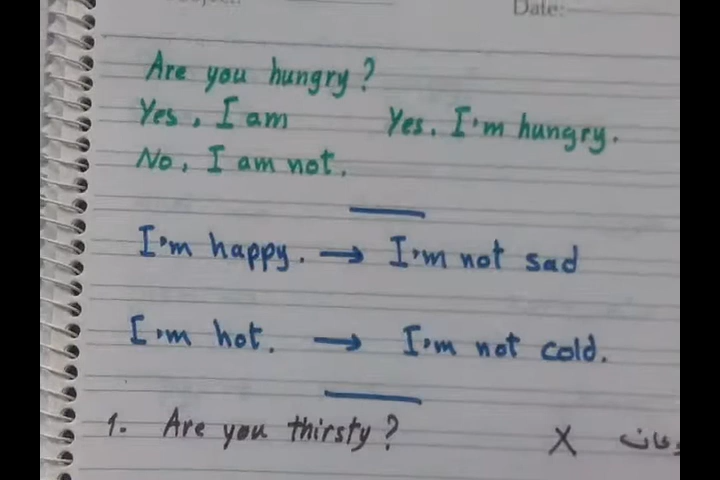 Date:
Are you hungry?
Yes, I am Yes. I'm hungry.
No, I am not.
I'm happy. → I'm not sad
I'm hot. → I'm not cold.
1. Are you thirsty? X